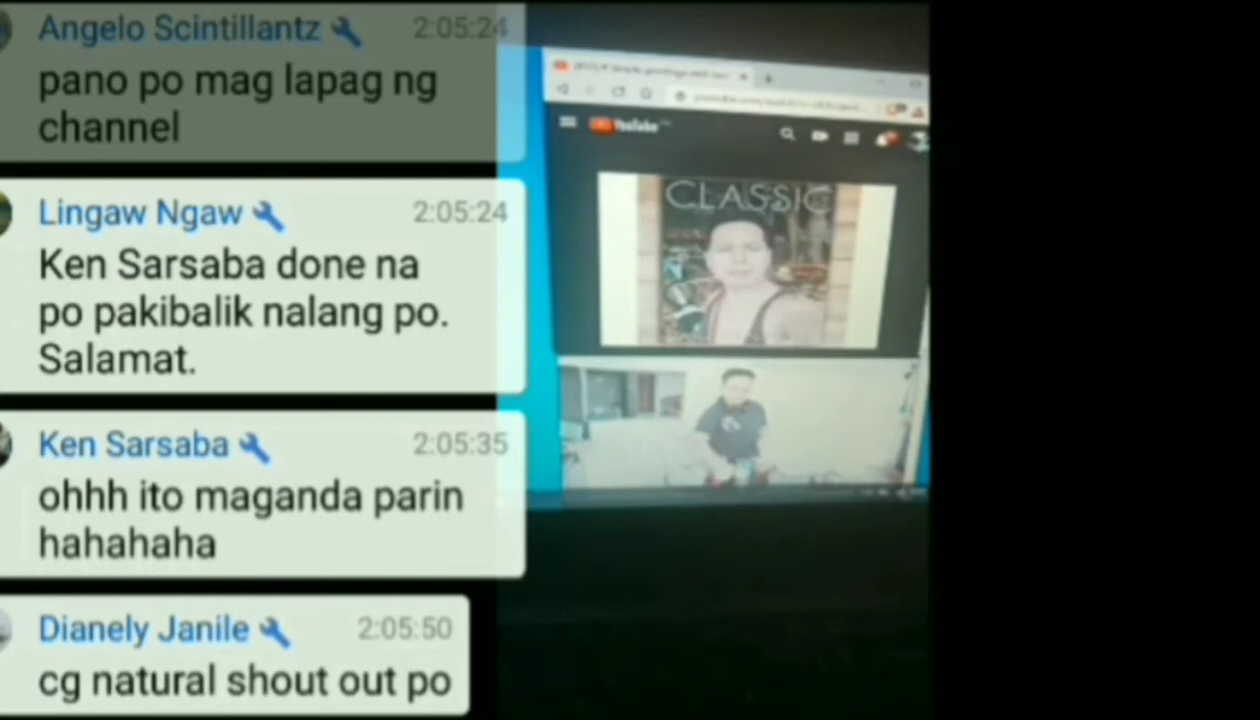 Angelo Scintillantz 2:05:24
pano po mag lapag ng
channel
Lingaw Ngaw 2:05:24
Ken Sarsaba done na
po pakibalik nalang po.
Salamat.
Ken Sarsaba 2:05:35
ohhh ito maganda parin
hahahaha
Dianely Janile 2:05:50
cg natural shout out po
YouTube
CLASSIC